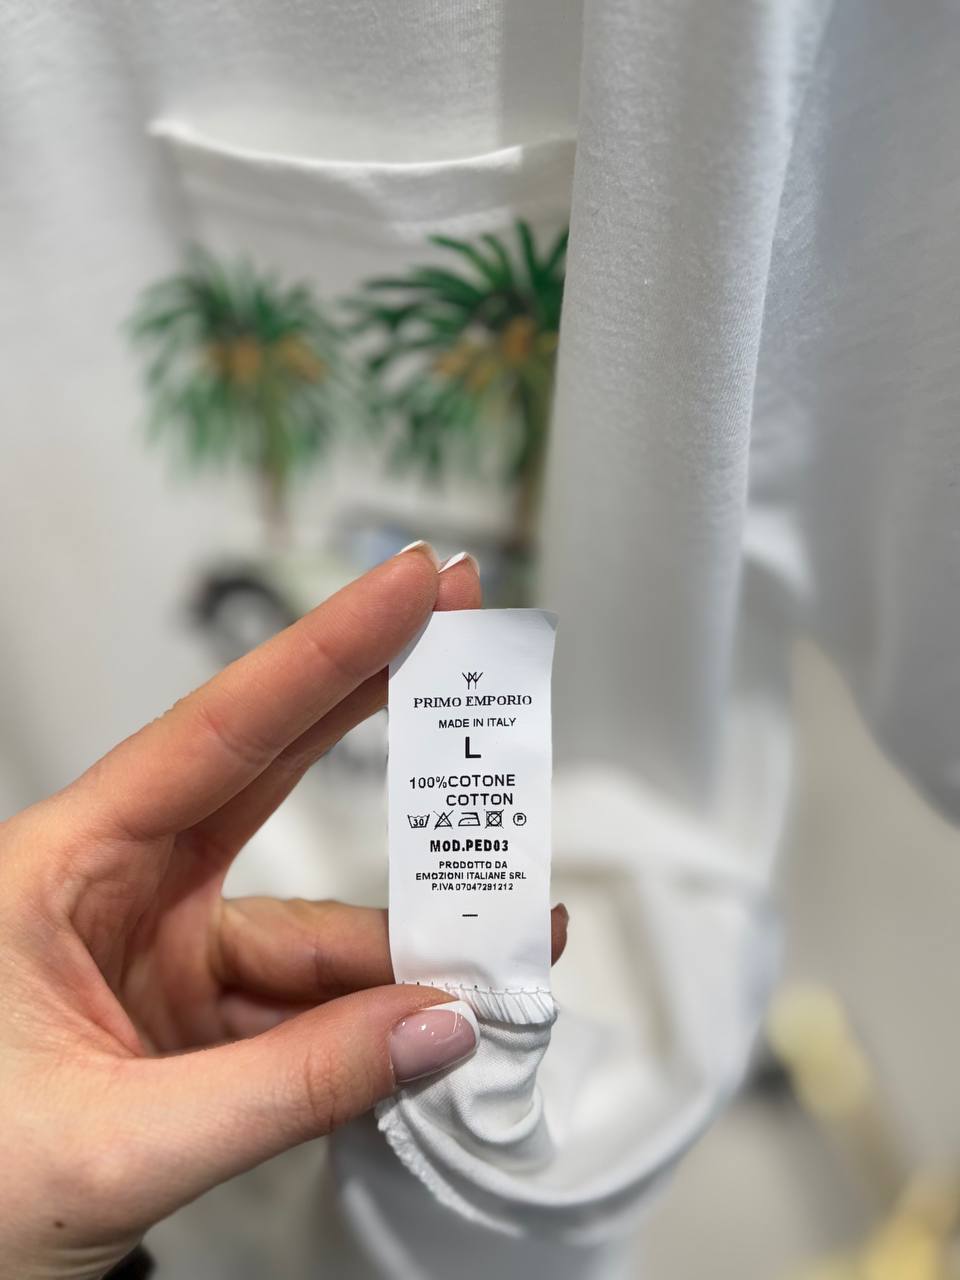 PRIMO EMPORIO
MADE IN ITALY
L
100%COTONE
COTTON
30 P
MOD.PED03
PRODOTTO DA
EMOZIONI ITALIANE SRL
P.IVA 07047291212